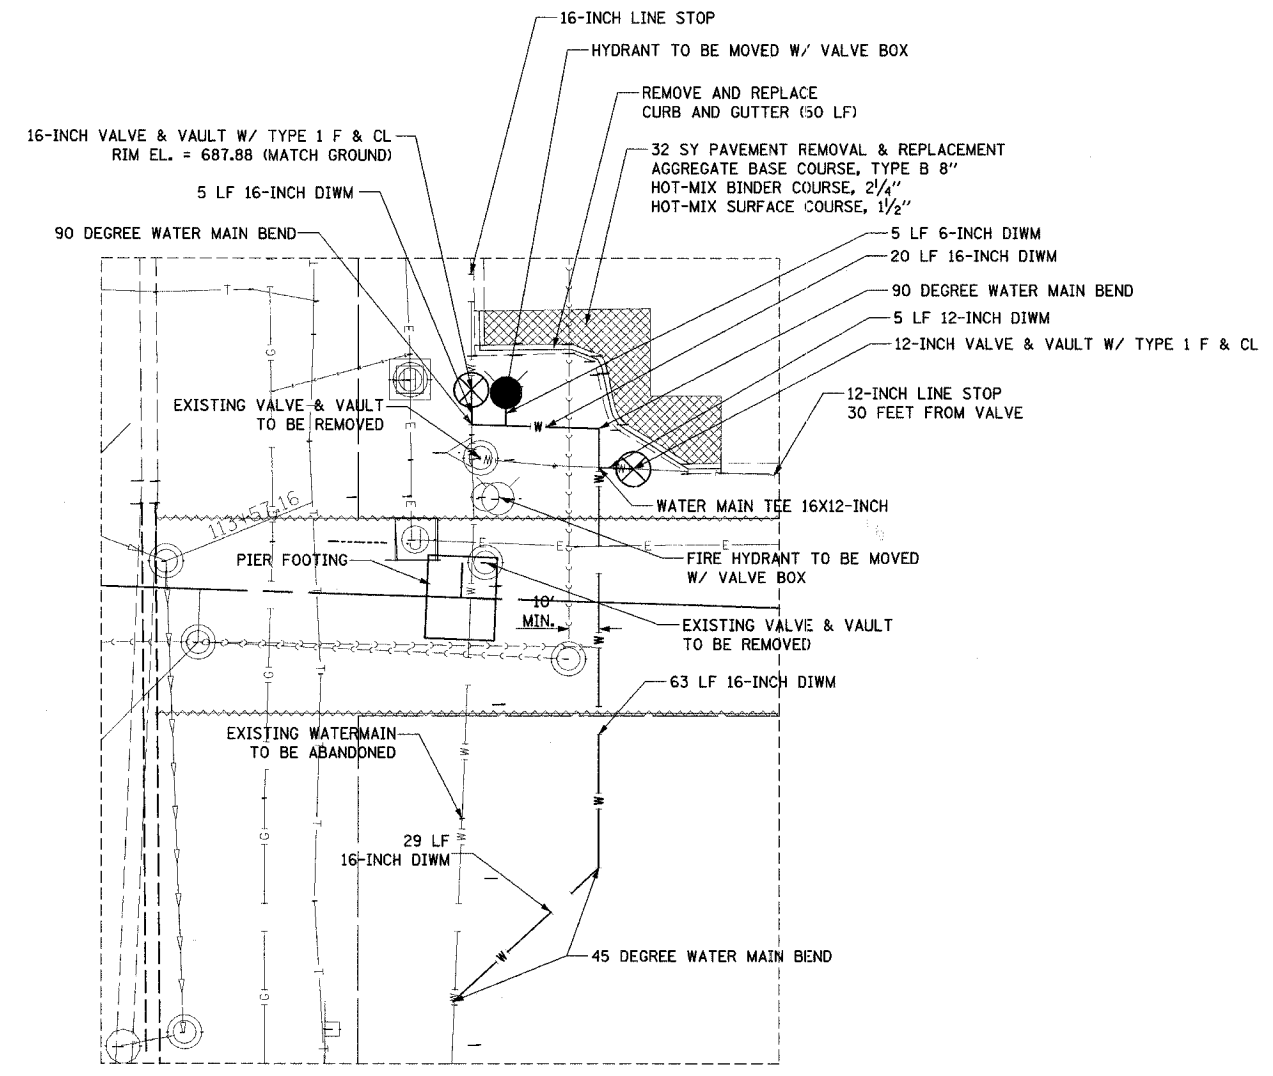 16-INCH LINE STOP
HYDRANT TO BE MOVED W/ VALVE BOX
REMOVE AND REPLACE
CURB AND GUTTER (50 LF)
16-INCH VALVE & VAULT W/ TYPE 1 F & CL
RIM EL. = 687.88 (MATCH GROUND)
32 SY PAVEMENT REMOVAL & REPLACEMENT
AGGREGATE BASE COURSE, TYPE B 8"
HOT-MIX BINDER COURSE, 2 1/4"
HOT-MIX SURFACE COURSE, 1 1/2"
5 LF 16-INCH DIWM
90 DEGREE WATER MAIN BEND
5 LF 6-INCH DIWM
20 LF 16-INCH DIWM
90 DEGREE WATER MAIN BEND
5 LF 12-INCH DIWM
12-INCH VALVE & VAULT W/ TYPE 1 F & CL
12-INCH LINE STOP
30 FEET FROM VALVE
EXISTING VALVE & VAULT
TO BE REMOVED
WATER MAIN TEE 16X12-INCH
113+57.16
PIER FOOTING
FIRE HYDRANT TO BE MOVED
W/ VALVE BOX
10'
MIN.
EXISTING VALVE & VAULT
TO BE REMOVED
63 LF 16-INCH DIWM
EXISTING WATERMAIN
TO BE ABANDONED
29 LF
16-INCH DIWM
45 DEGREE WATER MAIN BEND